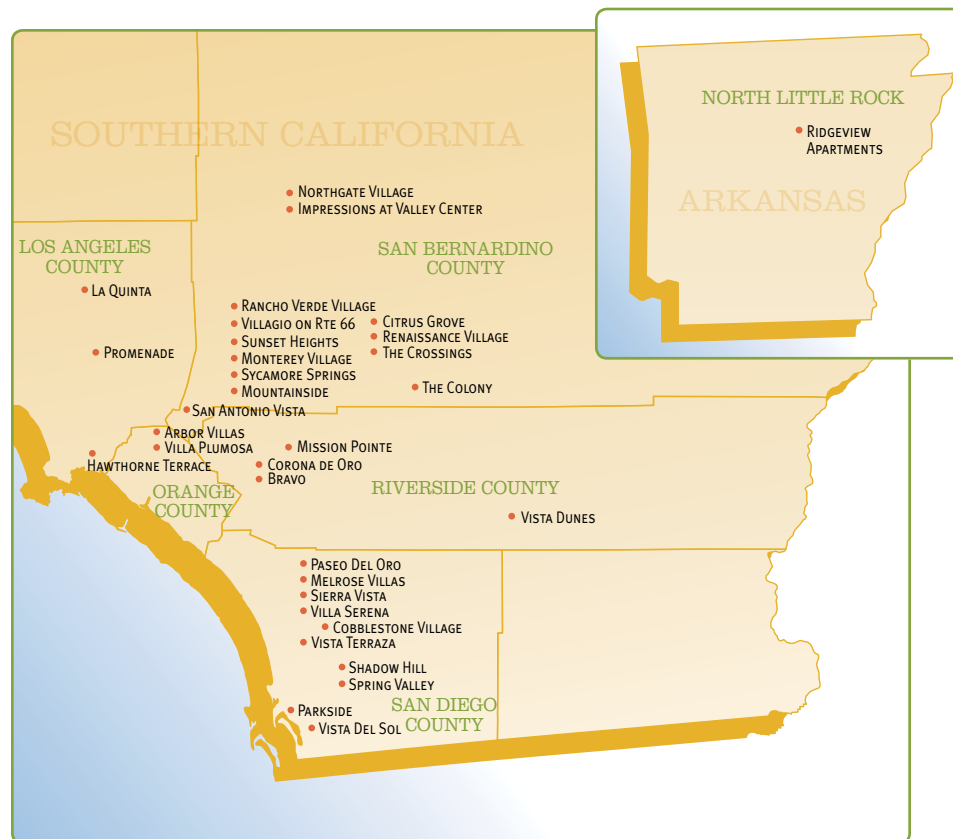 SOUTHERN CALIFORNIA
NORTHGATE VILLAGE
IMPRESSIONS AT VALLEY CENTER
LOS ANGELES
COUNTY
SAN BERNARDINO
COUNTY
LA QUINTA
PROMENADE
RANCHO VERDE VILLAGE
VILLAGIO ON RTE 66
SUNSET HEIGHTS
MONTEREY VILLAGE
SYCAMORE SPRINGS
MOUNTAINSIDE
CITRUS GROVE
RENAISSANCE VILLAGE
THE CROSSINGS
THE COLONY
SAN ANTONIO VISTA
ARBOR VILLAS
VILLA PLUMOSA
HAWTHORNE TERRACE
MISSION POINTE
CORONA DE ORO
BRAVO
ORANGE
COUNTY
RIVERSIDE COUNTY
VISTA DUNES
PASEO DEL ORO
MELROSE VILLAS
SIERRA VISTA
VILLA SERENA
COBBLESTONE VILLAGE
VISTA TERRAZA
SHADOW HILL
SPRING VALLEY
PARKSIDE
VISTA DEL SOL
SAN DIEGO
COUNTY
NORTH LITTLE ROCK
RIDGEVIEW
APARTMENTS
ARKANSAS